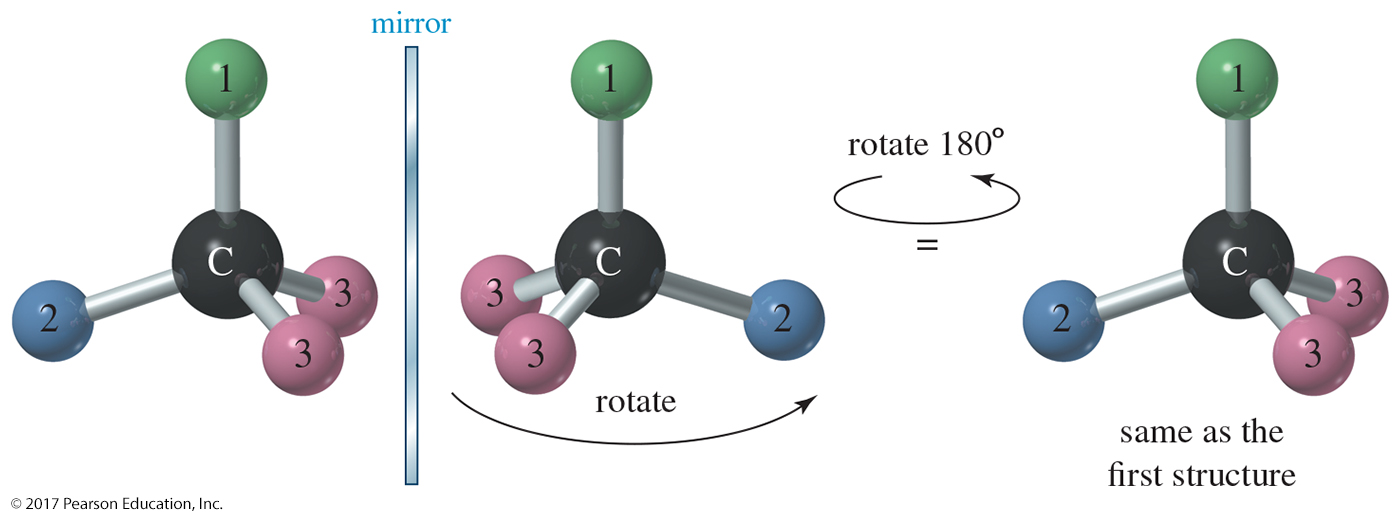 mirror
1
C
2
3
3
1
C
3
3
2
rotate
rotate 180°
=
1
C
2
3
3
same as the
first structure
© 2017 Pearson Education, Inc.